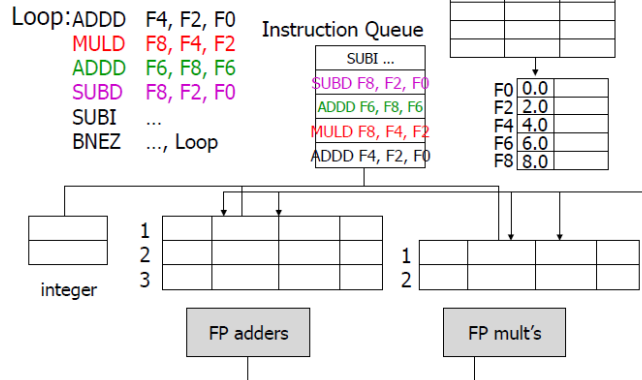 Loop: ADDD F4, F2, F0
MULD F8, F4, F2
ADDD F6, F8, F6
SUBD F8, F2, F0
SUBI ...
BNEZ ..., Loop
Instruction Queue
SUBI ...
SUBD F8, F2, F0
ADDD F6, F8, F6
MULD F8, F4, F2
ADDD F4, F2, F0
F0 0.0
F2 2.0
F4 4.0
F6 6.0
F8 8.0
integer
1
2
3
FP adders
1
2
FP mult's